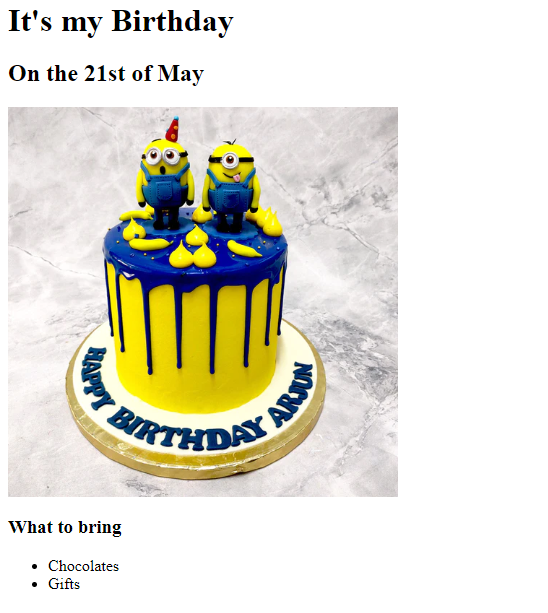 It's my Birthday
On the 21st of May
HAPPY BIRTHDAY ARJUN
What to bring
Chocolates
Gifts